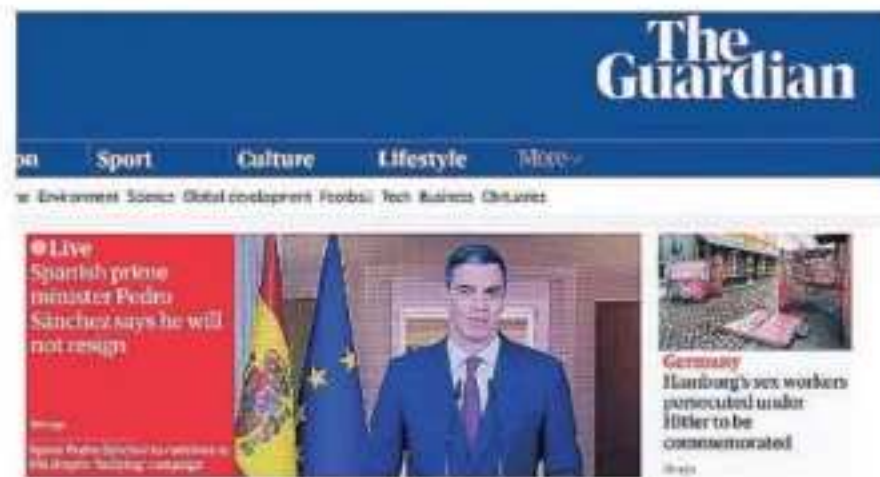 The
Guardian
on Sport Culture Lifestyle More
Environment Science Global development Football Tech Business Obituaries
Live
Spanish prime
minister Pedro
Sánchez says he will
not resign
Germany
Hamburg's sex workers
persecuted under
Hitler to be
commemorated